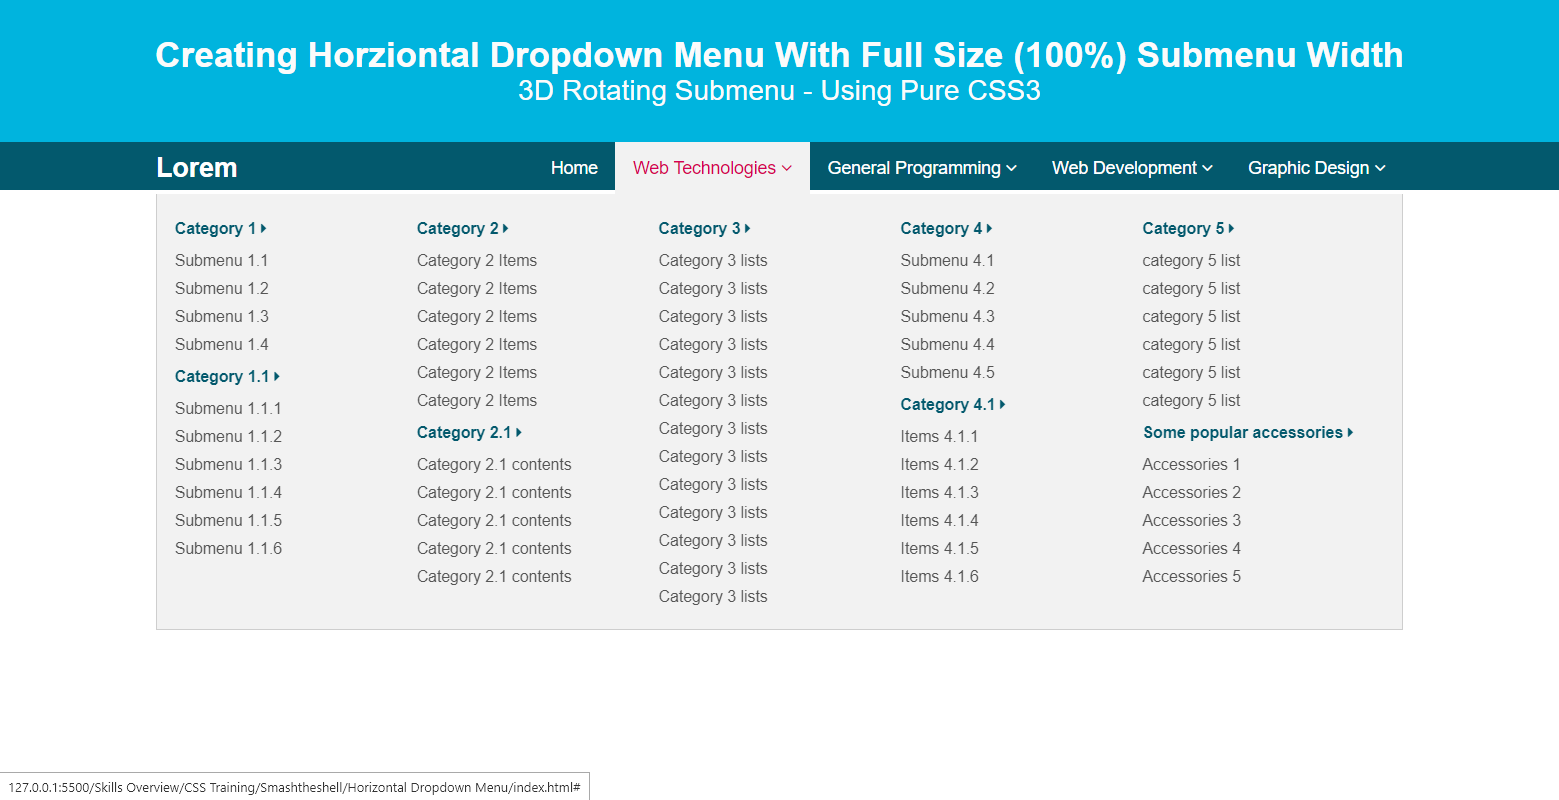 Creating Horziontal Dropdown Menu With Full Size (100%) Submenu Width
3D Rotating Submenu - Using Pure CSS3
Lorem Home Web Technologies General Programming Web Development Graphic Design
Category 1
Submenu 1.1
Submenu 1.2
Submenu 1.3
Submenu 1.4
Category 1.1
Submenu 1.1.1
Submenu 1.1.2
Submenu 1.1.3
Submenu 1.1.4
Submenu 1.1.5
Submenu 1.1.6
Category 2
Category 2 Items
Category 2 Items
Category 2 Items
Category 2 Items
Category 2 Items
Category 2 Items
Category 2.1
Category 2.1 contents
Category 2.1 contents
Category 2.1 contents
Category 2.1 contents
Category 2.1 contents
Category 3
Category 3 lists
Category 3 lists
Category 3 lists
Category 3 lists
Category 3 lists
Category 3 lists
Category 3 lists
Category 3 lists
Category 3 lists
Category 3 lists
Category 3 lists
Category 3 lists
Category 3 lists
Category 4
Submenu 4.1
Submenu 4.2
Submenu 4.3
Submenu 4.4
Submenu 4.5
Category 4.1
Items 4.1.1
Items 4.1.2
Items 4.1.3
Items 4.1.4
Items 4.1.5
Items 4.1.6
Category 5
category 5 list
category 5 list
category 5 list
category 5 list
category 5 list
category 5 list
Some popular accessories
Accessories 1
Accessories 2
Accessories 3
Accessories 4
Accessories 5
127.0.0.1:5500/Skills Overview/CSS Training/Smashtheshell/Horizontal Dropdown Menu/index.html#